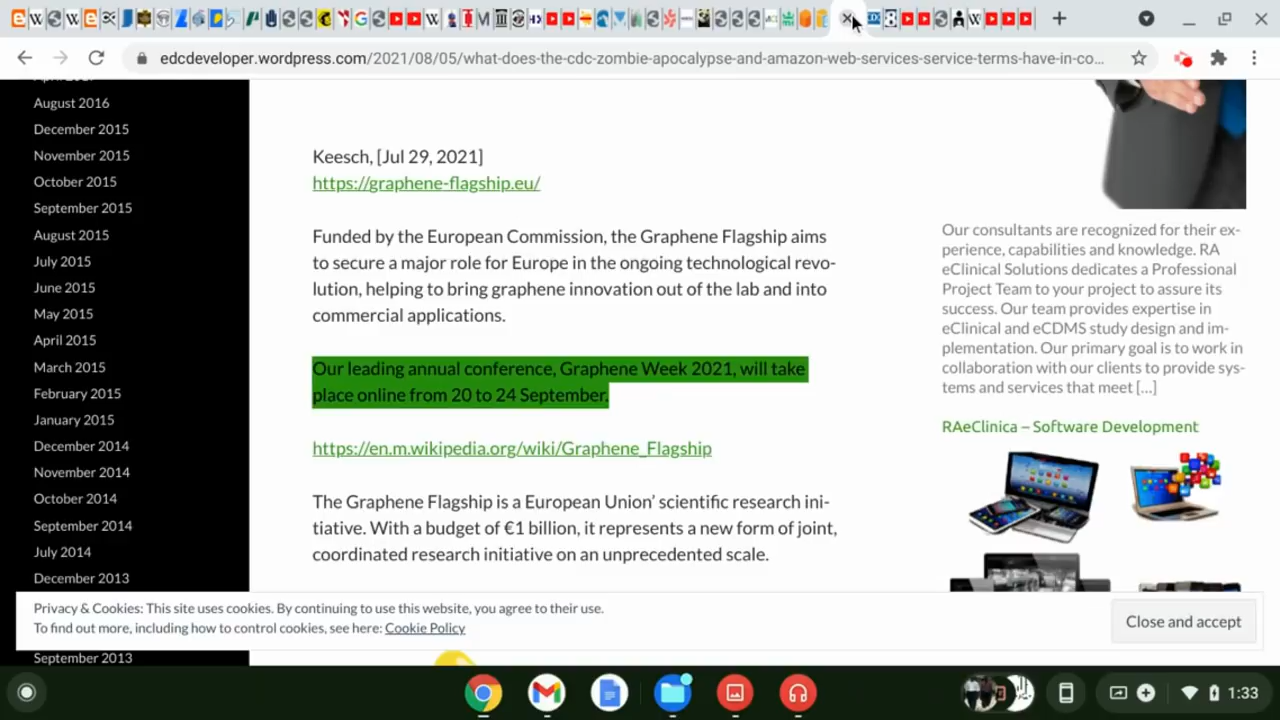 edcdeveloper.wordpress.com/2021/08/05/what-does-the-cdc-zombie-apocalypse-and-amazon-web-services-service-terms-have-in-co...
August 2016
December 2015
November 2015
October 2015
September 2015
August 2015
July 2015
June 2015
May 2015
April 2015
March 2015
February 2015
January 2015
December 2014
November 2014
October 2014
September 2014
July 2014
December 2013
September 2013
Keesch, [Jul 29, 2021]
https://graphene-flagship.eu/
Funded by the European Commission, the Graphene Flagship aims
to secure a major role for Europe in the ongoing technological revo-
lution, helping to bring graphene innovation out of the lab and into
commercial applications.
Our leading annual conference, Graphene Week 2021, will take
place online from 20 to 24 September.
https://en.m.wikipedia.org/wiki/Graphene_Flagship
The Graphene Flagship is a European Union’ scientific research ini-
tiative. With a budget of €1 billion, it represents a new form of joint,
coordinated research initiative on an unprecedented scale.
Our consultants are recognized for their ex-
perience, capabilities and knowledge. RA
eClinical Solutions dedicates a Professional
Project Team to your project to assure its
success. Our team provides expertise in
eClinical and eCDMS study design and im-
plementation. Our primary goal is to work in
collaboration with our clients to provide sys-
tems and services that meet […]
RAeClinica – Software Development
Privacy & Cookies: This site uses cookies. By continuing to use this website, you agree to their use.
To find out more, including how to control cookies, see here: Cookie Policy
Close and accept
1:33